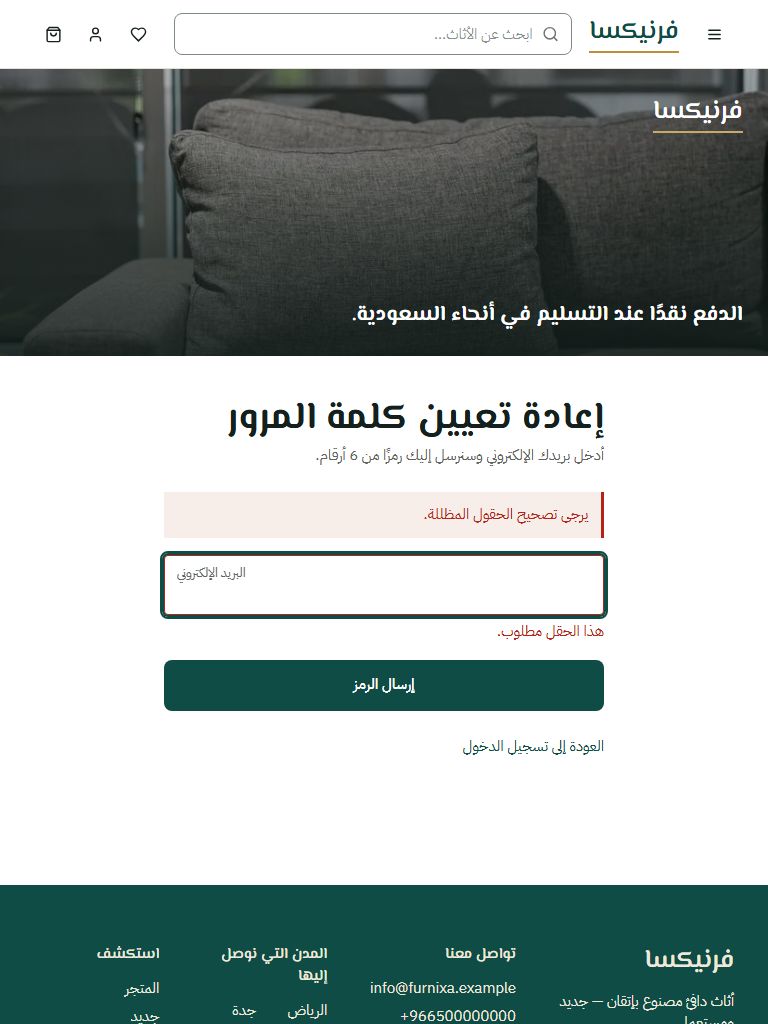 فرنيكسا
ابحث عن الأثاث...
فرنيكسا
الدفع نقدًا عند التسليم في أنحاء السعودية.
إعادة تعيين كلمة المرور
أدخل بريدك الإلكتروني وسنرسل إليك رمزًا من 6 أرقام.
يرجى تصحيح الحقول المظللة.
البريد الإلكتروني
هذا الحقل مطلوب.
إرسال الرمز
العودة إلى تسجيل الدخول
فرنيكسا
أثاث دافئ مصنوع بإتقان — جديد
تواصل معنا
info@furnixa.example
+966500000000
المدن التي نوصل
إليها
الرياض
جدة
استكشف
المتجر
جديد